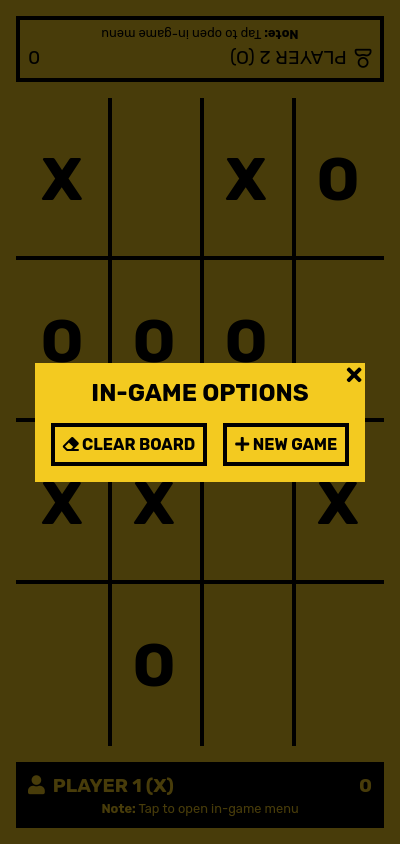 Note: Tap to open in-game menu
PLAYER 2 (O) 0
X X O
O O O
IN-GAME OPTIONS
CLEAR BOARD NEW GAME
X X X
O
PLAYER 1 (X) 0
Note: Tap to open in-game menu